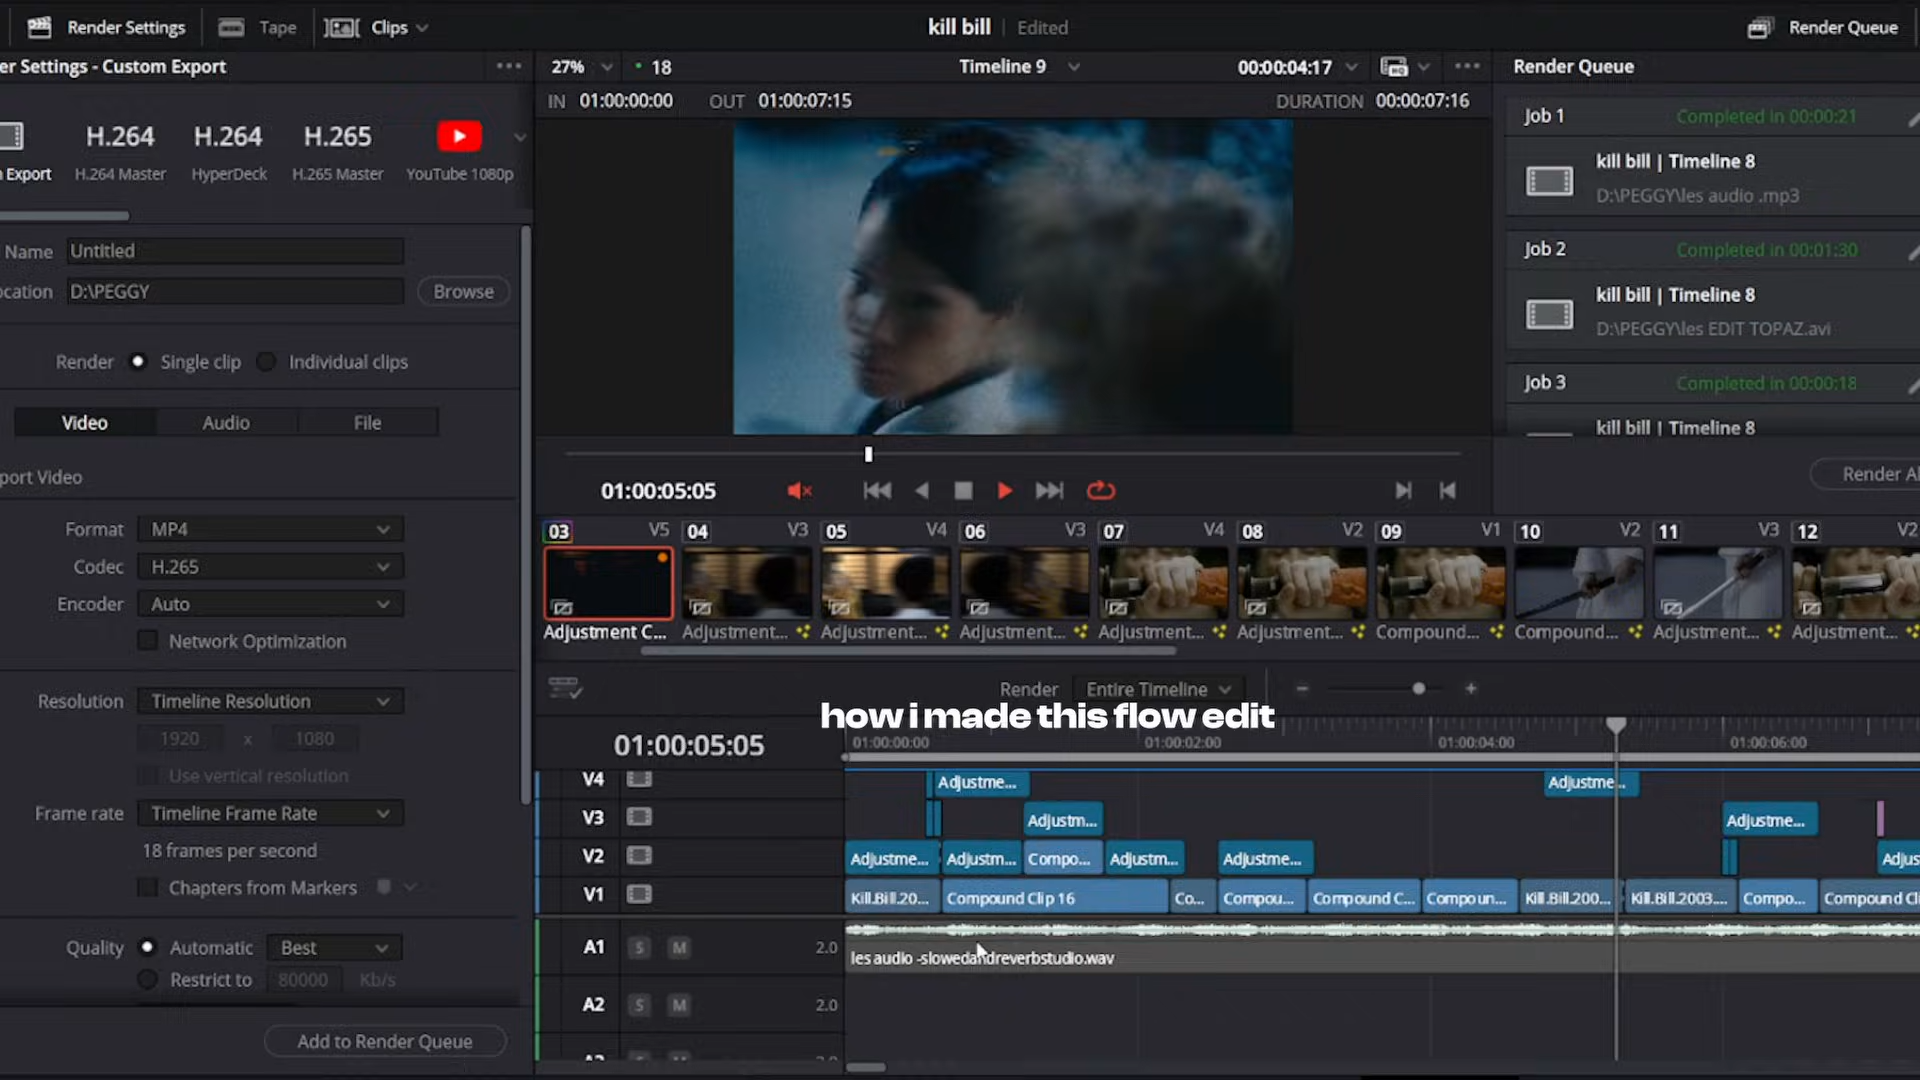 Render Settings
Tape
Clips
kill bill
Edited
Render Queue
er Settings - Custom Export
27%
18
Timeline 9
00:00:04:17
Render Queue
IN 01:00:00:00
OUT 01:00:07:15
DURATION 00:00:07:16
H.264
H.264
H.265
n Export
H.264 Master
HyperDeck
H.265 Master
YouTube 1080p
Job 1
Completed in 00:00:21
kill bill | Timeline 8
D:\PEGGY\les audio .mp3
Job 2
Completed in 00:01:30
kill bill | Timeline 8
D:\PEGGY\les EDIT TOPAZ.avi
Job 3
Completed in 00:00:18
kill bill | Timeline 8
Render Al
Name
Untitled
ocation
D:\PEGGY
Browse
Render
Single clip
Individual clips
Video
Audio
File
port Video
Format
MP4
Codec
H.265
Encoder
Auto
Network Optimization
Resolution
Timeline Resolution
1920 x 1080
Use vertical resolution
Frame rate
Timeline Frame Rate
18 frames per second
Chapters from Markers
Quality
Automatic
Best
Restrict to
80000
Kb/s
Add to Render Queue
01:00:05:05
03 V5 04 V3 05 V4 06 V3 07 V4 08 V2 09 V1 10 V2 11 V3 12 V2
Adjustment C... Adjustment... Adjustment... Adjustment... Adjustment... Adjustment... Compound... Compound... Adjustment... Adjustment...
Render
Entire Timeline
how i made this flow edit
01:00:05:05
01:00:00:00
01:00:02:00
01:00:04:00
01:00:06:00
V4
Adjustme...
Adjustme...
V3
Adjustm...
Adjustme...
V2
Adjustme... Adjustm... Compo... Adjustm... Adjustme... Adjus
V1
Kill.Bill.20... Compound Clip 16 Co... Compou... Compound C... Compoun... Kill.Bill.200... Kill.Bill.2003.... Compo... Compound Cl
A1 S M 2.0
les audio -slowedandreverbstudio.wav
A2 S M 2.0